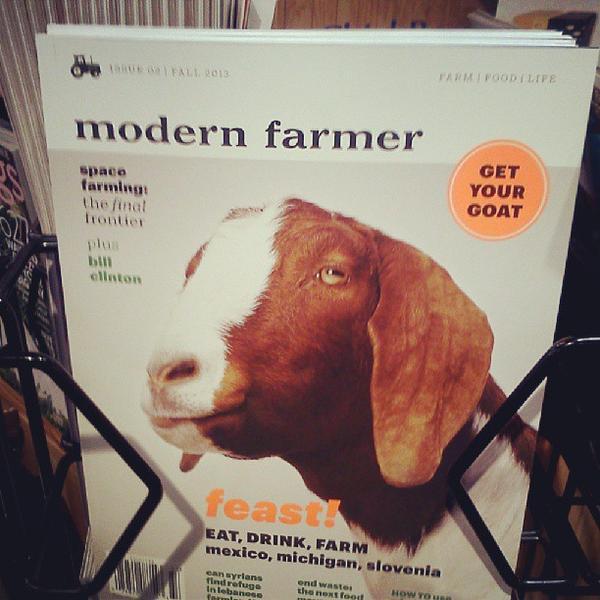 ISSUE 02 | FALL 2013
FARM | FOOD | LIFE
modern farmer
space
farming:
the final
frontier
plus
bill
clinton
GET
YOUR
GOAT
feast!
EAT, DRINK, FARM
mexico, michigan, slovenia
can syrians
find refuge
in lebanese
end waste:
the next food
HOW TO